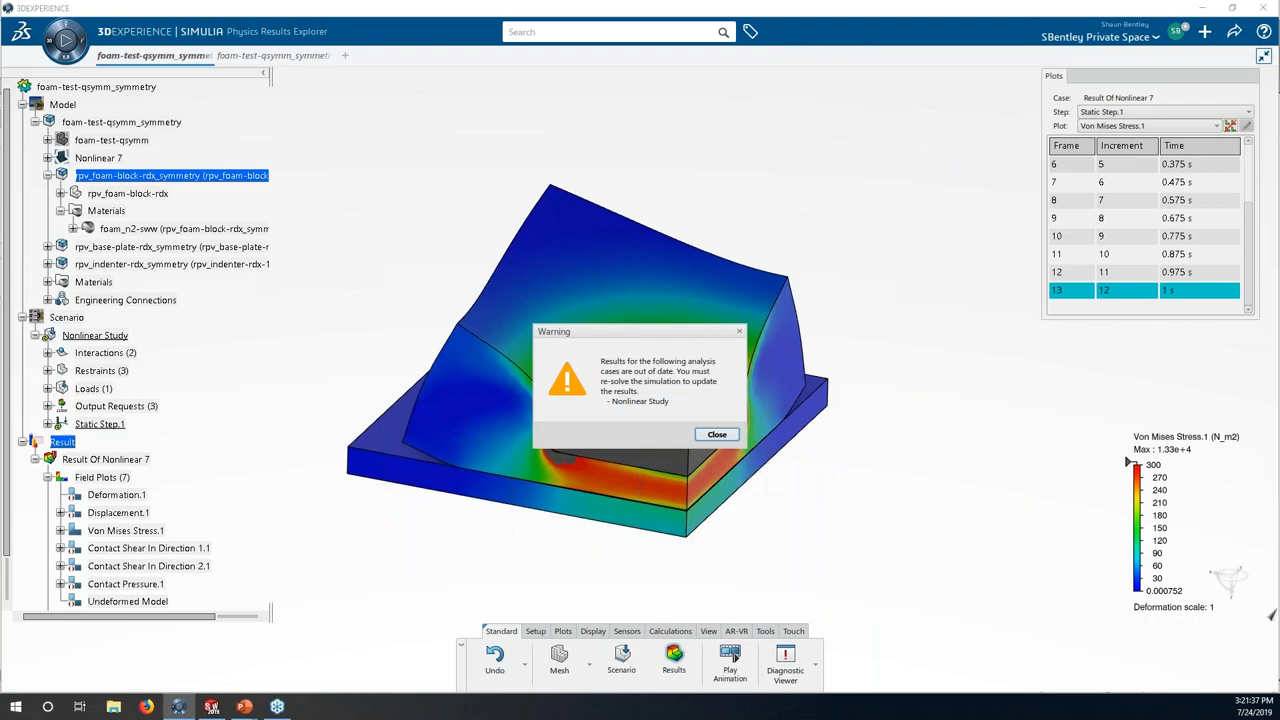 3DEXPERIENCE
3DEXPERIENCE | SIMULIA Physics Results Explorer
Search
Shaun Bentley
SBentley Private Space
SB
foam-test-qsymm_symme
foam-test-qsymm_symmet
foam-test-qsymm_symmetry
Model
foam-test-qsymm_symmetry
foam-test-qsymm
Nonlinear 7
rpv_foam-block-rdx_symmetry (rpv_foam-block
rpv_foam-block-rdx
Materials
foam_n2-sww (rpv_foam-block-rdx_symm
rpv_base-plate-rdx_symmetry (rpv_base-plate-r
rpv_indenter-rdx_symmetry (rpv_indenter-rdx-1
Materials
Engineering Connections
Scenario
Nonlinear Study
Interactions (2)
Restraints (3)
Loads (1)
Output Requests (3)
Static Step.1
Result
Result Of Nonlinear 7
Field Plots (7)
Deformation.1
Displacement.1
Von Mises Stress.1
Contact Shear In Direction 1.1
Contact Shear In Direction 2.1
Contact Pressure.1
Undeformed Model
Warning
Results for the following analysis
cases are out of date. You must
re-solve the simulation to update
the results.
- Nonlinear Study
Close
Plots
Case: Result Of Nonlinear 7
Step: Static Step.1
Plot: Von Mises Stress.1
Frame Increment Time
6 5 0.375 s
7 6 0.475 s
8 7 0.575 s
9 8 0.675 s
10 9 0.775 s
11 10 0.875 s
12 11 0.975 s
13 12 1 s
Von Mises Stress.1 (N_m2)
Max : 1.33e+4
300
270
240
210
180
150
120
90
60
30
0.000752
Deformation scale: 1
Standard Setup Plots Display Sensors Calculations View AR-VR Tools Touch
Undo
Mesh
Scenario
Results
Play
Animation
Diagnostic
Viewer
3:21:37 PM
7/24/2019